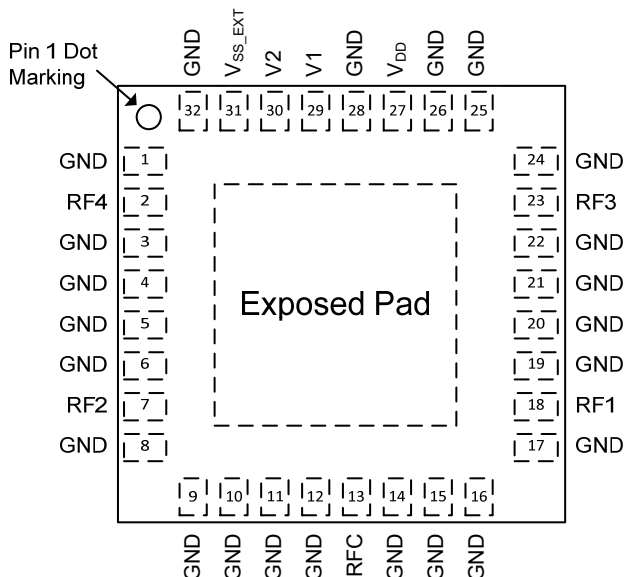 GND V_SS_EXT V2 V1 GND V_DD GND GND
Pin 1 Dot
Marking
32 31 30 29 28 27 26 25
GND 1 24 GND
RF4 2 23 RF3
GND 3 22 GND
GND 4 21 GND
GND 5 20 GND
GND 6 19 GND
RF2 7 18 RF1
GND 8 17 GND
Exposed Pad
9 10 11 12 13 14 15 16
GND GND GND GND RFC GND GND GND